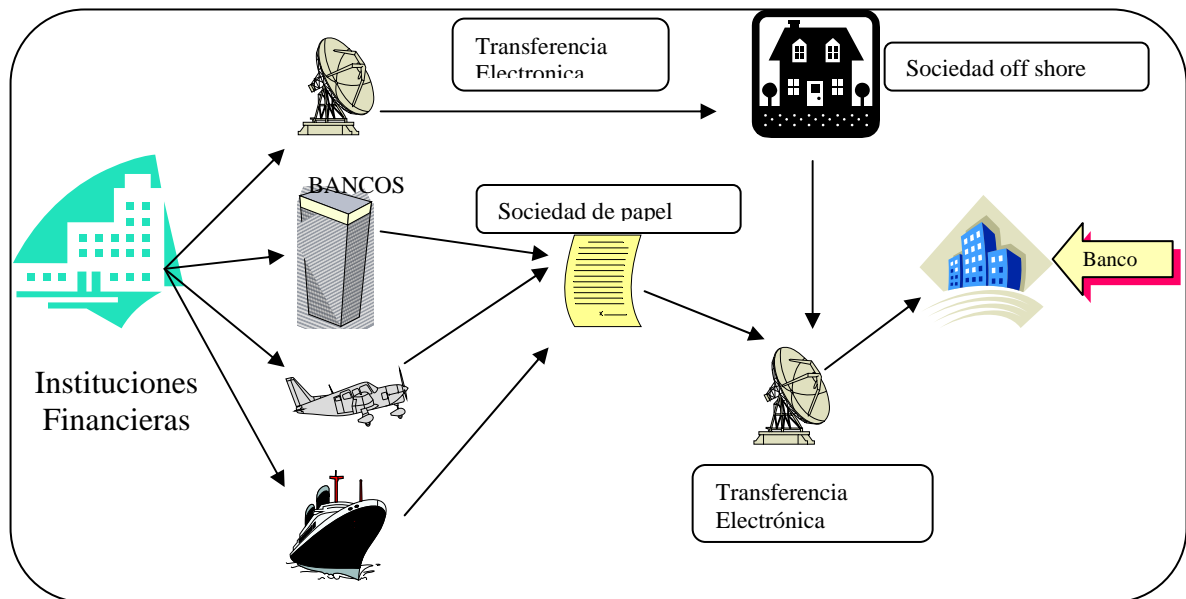 Transferencia
Electronica
Sociedad off shore
BANCOS
Sociedad de papel
Banco
Instituciones
Financieras
Transferencia
Electrónica